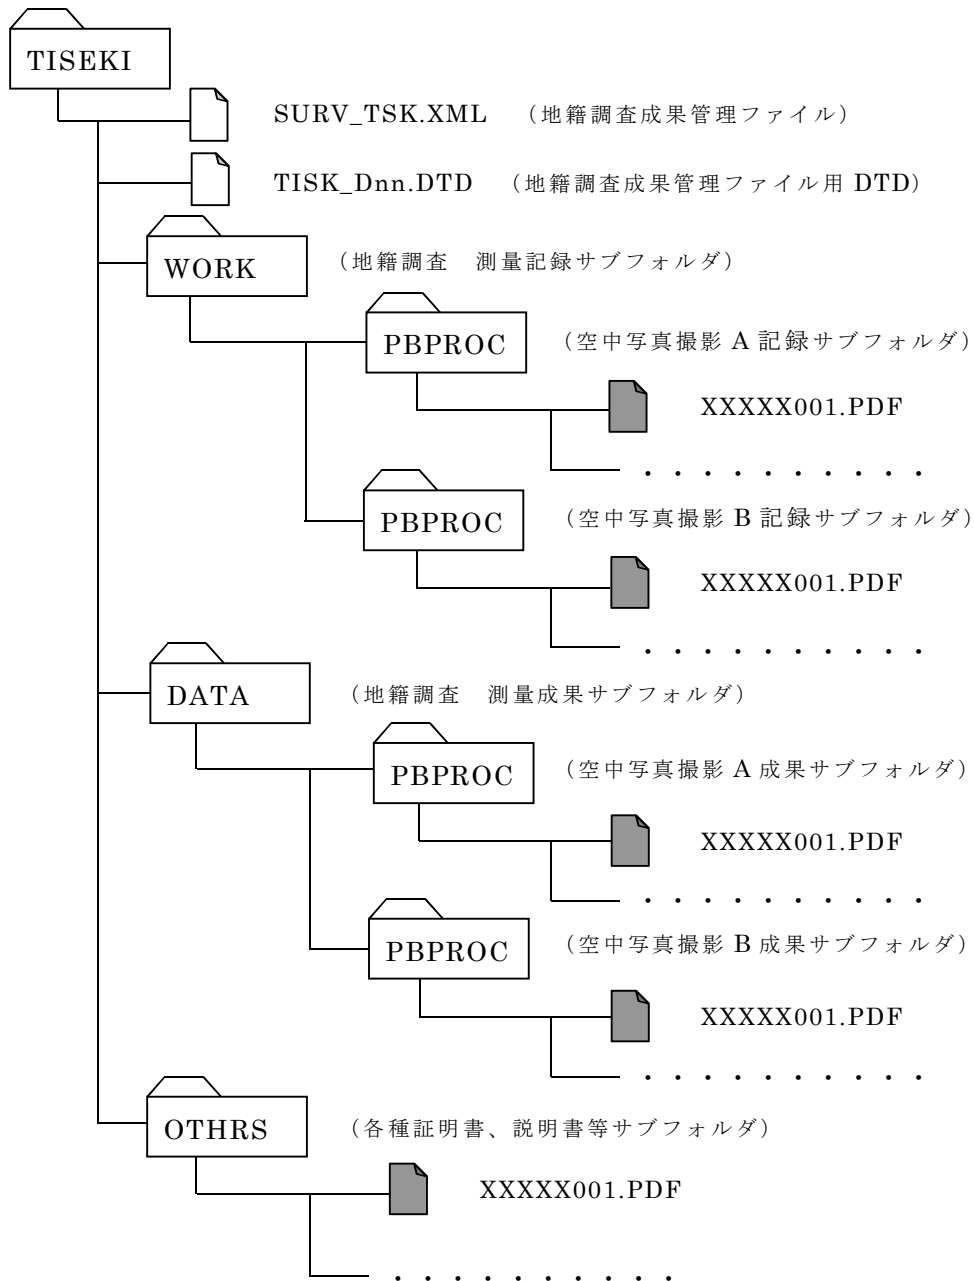 TISEKI
SURV_TSK.XML （地籍調査成果管理ファイル）
TISK_Dnn.DTD （地籍調査成果管理ファイル用 DTD）
WORK （地籍調査　測量記録サブフォルダ）
PBPROC （空中写真撮影 A 記録サブフォルダ）
XXXXX001.PDF
・・・・・・・・・・
PBPROC （空中写真撮影 B 記録サブフォルダ）
XXXXX001.PDF
・・・・・・・・・・
DATA （地籍調査　測量成果サブフォルダ）
PBPROC （空中写真撮影 A 成果サブフォルダ）
XXXXX001.PDF
・・・・・・・・・・
PBPROC （空中写真撮影 B 成果サブフォルダ）
XXXXX001.PDF
・・・・・・・・・・
OTHRS （各種証明書、説明書等サブフォルダ）
XXXXX001.PDF
・・・・・・・・・・